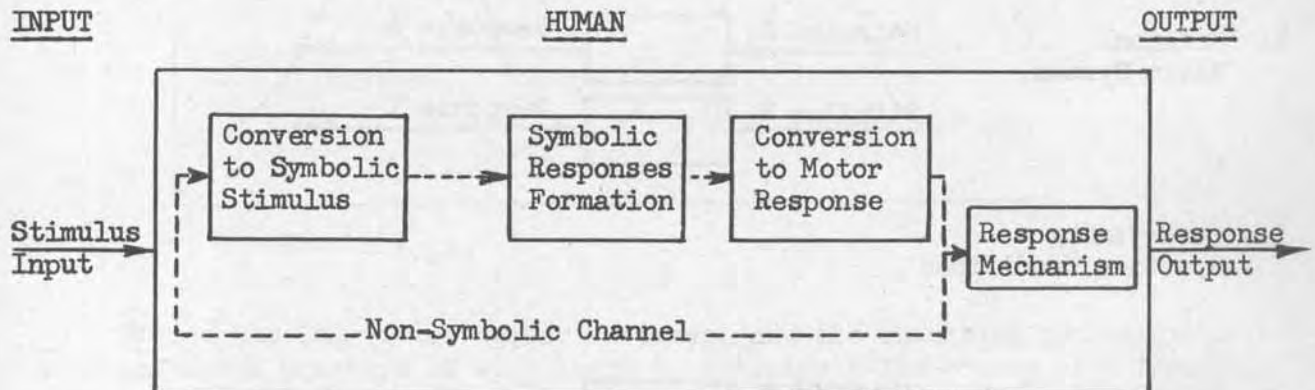 INPUT HUMAN OUTPUT
Conversion to Symbolic Stimulus
Symbolic Responses Formation
Conversion to Motor Response
Stimulus Input
Response Mechanism
Response Output
Non-Symbolic Channel